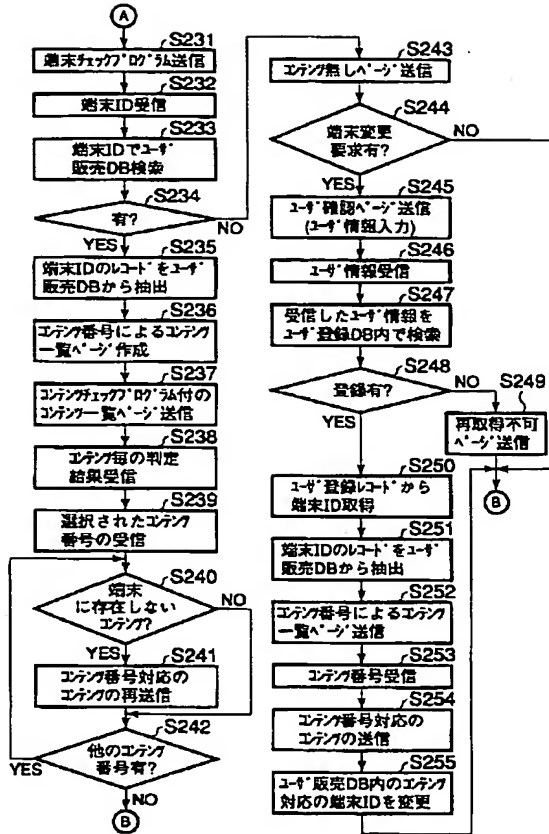 A
S231
端末ﾁｪｯｸﾌﾟﾛｸﾞﾗﾑ送信
S232
端末ID受信
S233
端末IDでﾕｰｻﾞ
販売DB検索
S234
有?
NO
YES
S235
端末IDのﾚｺｰﾄﾞをﾕｰｻﾞ
販売DBから抽出
S236
ｺﾝﾃﾝﾂ番号によるｺﾝﾃﾝﾂ
一覧ﾍﾟｰｼﾞ作成
S237
ｺﾝﾃﾝﾂﾁｪｯｸﾌﾟﾛｸﾞﾗﾑ付の
ｺﾝﾃﾝﾂ一覧ﾍﾟｰｼﾞ送信
S238
ｺﾝﾃﾝﾂ毎の判定
結果受信
S239
選択されたｺﾝﾃﾝﾂ
番号の受信
S240
端末
に存在しない
ｺﾝﾃﾝﾂ?
NO
YES
S241
ｺﾝﾃﾝﾂ番号対応の
ｺﾝﾃﾝﾂの再送信
S242
他のｺﾝﾃﾝﾂ
番号有?
YES
NO
B
S243
ｺﾝﾃﾝﾂ無しﾍﾟｰｼﾞ送信
S244
端末変更
要求有?
NO
YES
S245
ﾕｰｻﾞ確認ﾍﾟｰｼﾞ送信
(ﾕｰｻﾞ情報入力)
S246
ﾕｰｻﾞ情報受信
S247
受信したﾕｰｻﾞ情報を
ﾕｰｻﾞ登録DB内で検索
S248
登録有?
NO
YES
S249
再取得不可
ﾍﾟｰｼﾞ送信
B
S250
ﾕｰｻﾞ登録ﾚｺｰﾄﾞから
端末ID取得
S251
端末IDのﾚｺｰﾄﾞをﾕｰｻﾞ
販売DBから抽出
S252
ｺﾝﾃﾝﾂ番号によるｺﾝﾃﾝﾂ
一覧ﾍﾟｰｼﾞ送信
S253
ｺﾝﾃﾝﾂ番号受信
S254
ｺﾝﾃﾝﾂ番号対応の
ｺﾝﾃﾝﾂの送信
S255
ﾕｰｻﾞ販売DB内のｺﾝﾃﾝﾂ
対応の端末IDを変更